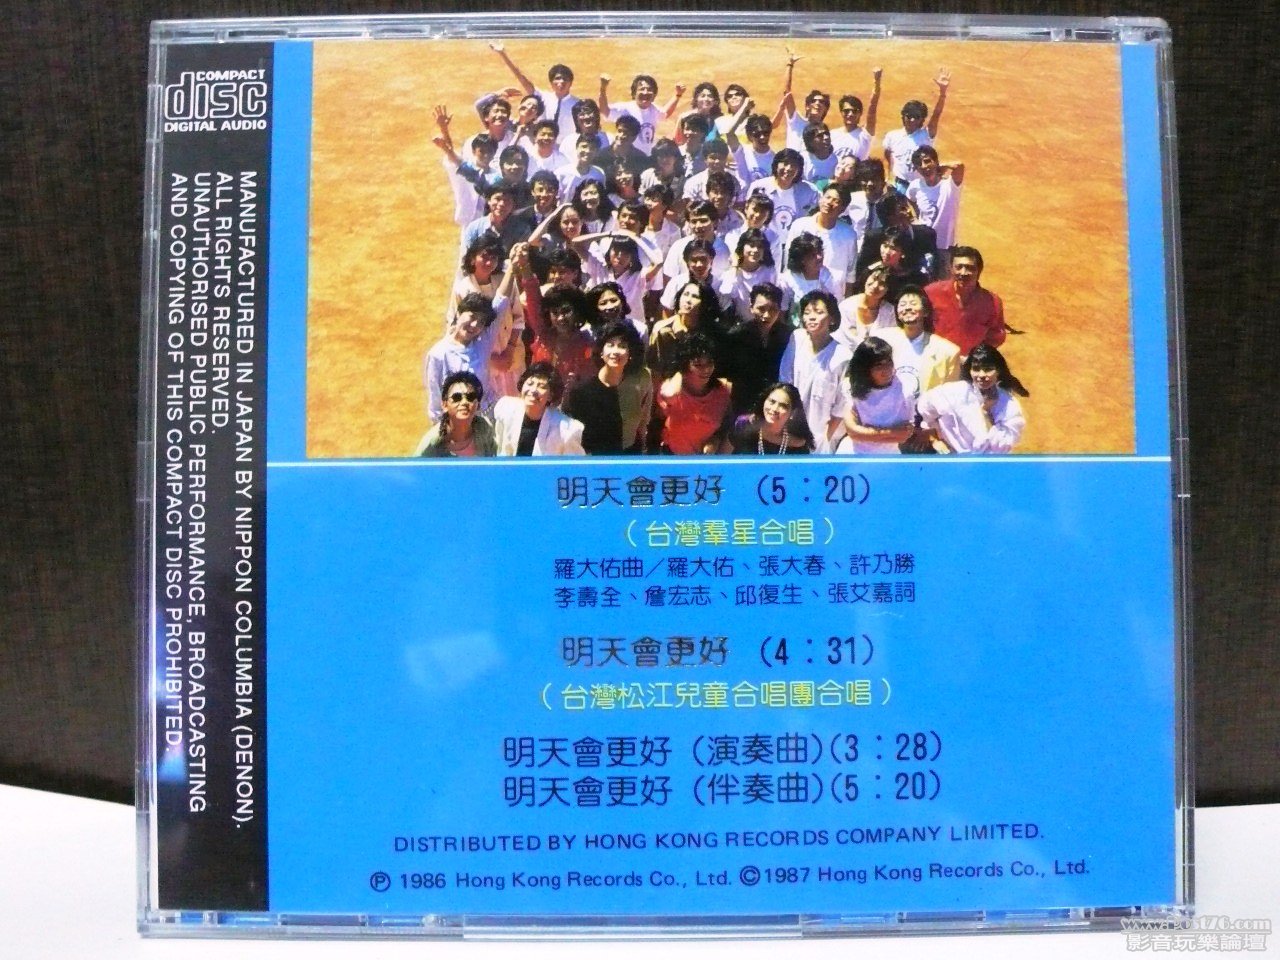 COMPACT
disc
DIGITAL AUDIO
MANUFACTURED IN JAPAN BY NIPPON COLUMBIA (DENON).
ALL RIGHTS RESERVED.
UNAUTHORISED PUBLIC PERFORMANCE, BROADCASTING
AND COPYING OF THIS COMPACT DISC PROHIBITED.
明天會更好 (5：20)
(台灣羣星合唱)
羅大佑曲／羅大佑、張大春、許乃勝
李壽全、詹宏志、邱復生、張艾嘉詞
明天會更好 (4：31)
(台灣松江兒童合唱團合唱)
明天會更好 (演奏曲)(3：28)
明天會更好 (伴奏曲)(5：20)
DISTRIBUTED BY HONG KONG RECORDS COMPANY LIMITED.
℗ 1986 Hong Kong Records Co., Ltd. ©1987 Hong Kong Records Co., Ltd.
www.post76.com
影音玩樂論壇